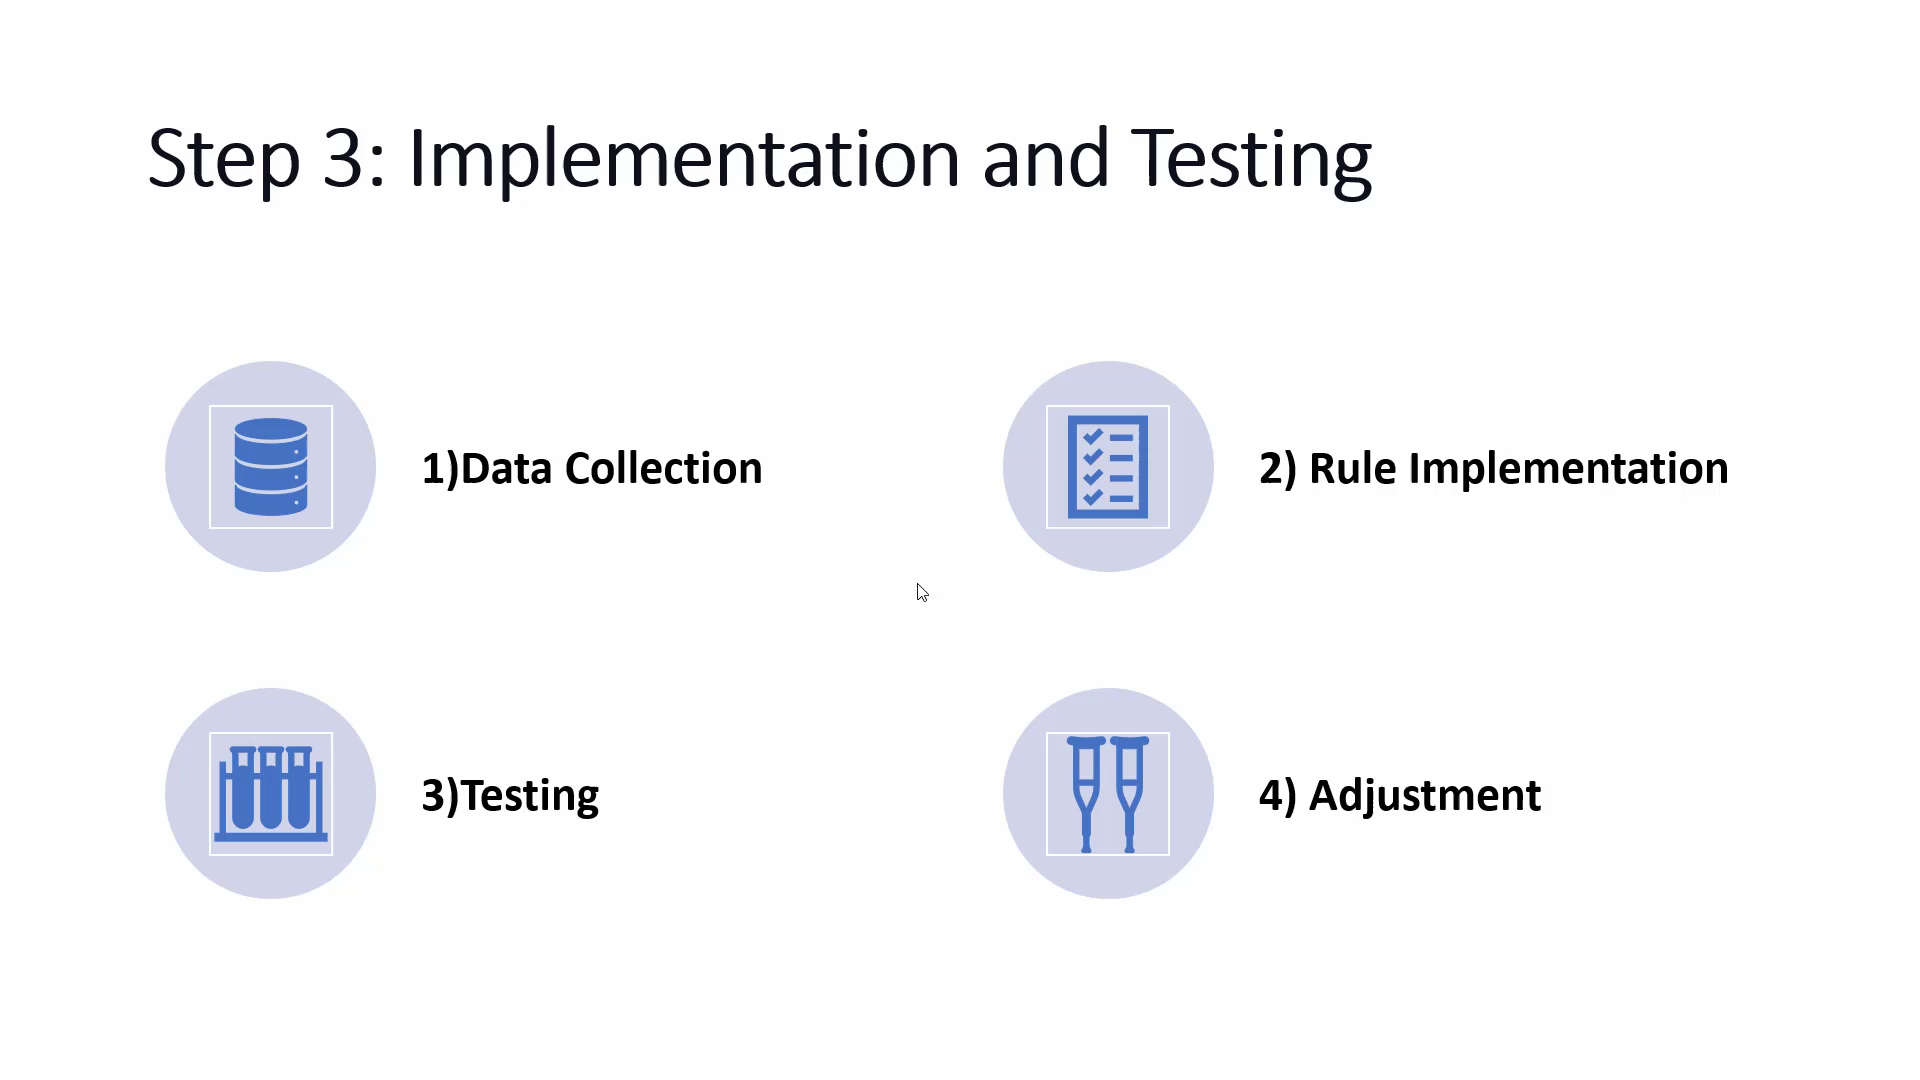 Step 3: Implementation and Testing
1)Data Collection
2) Rule Implementation
3)Testing
4) Adjustment